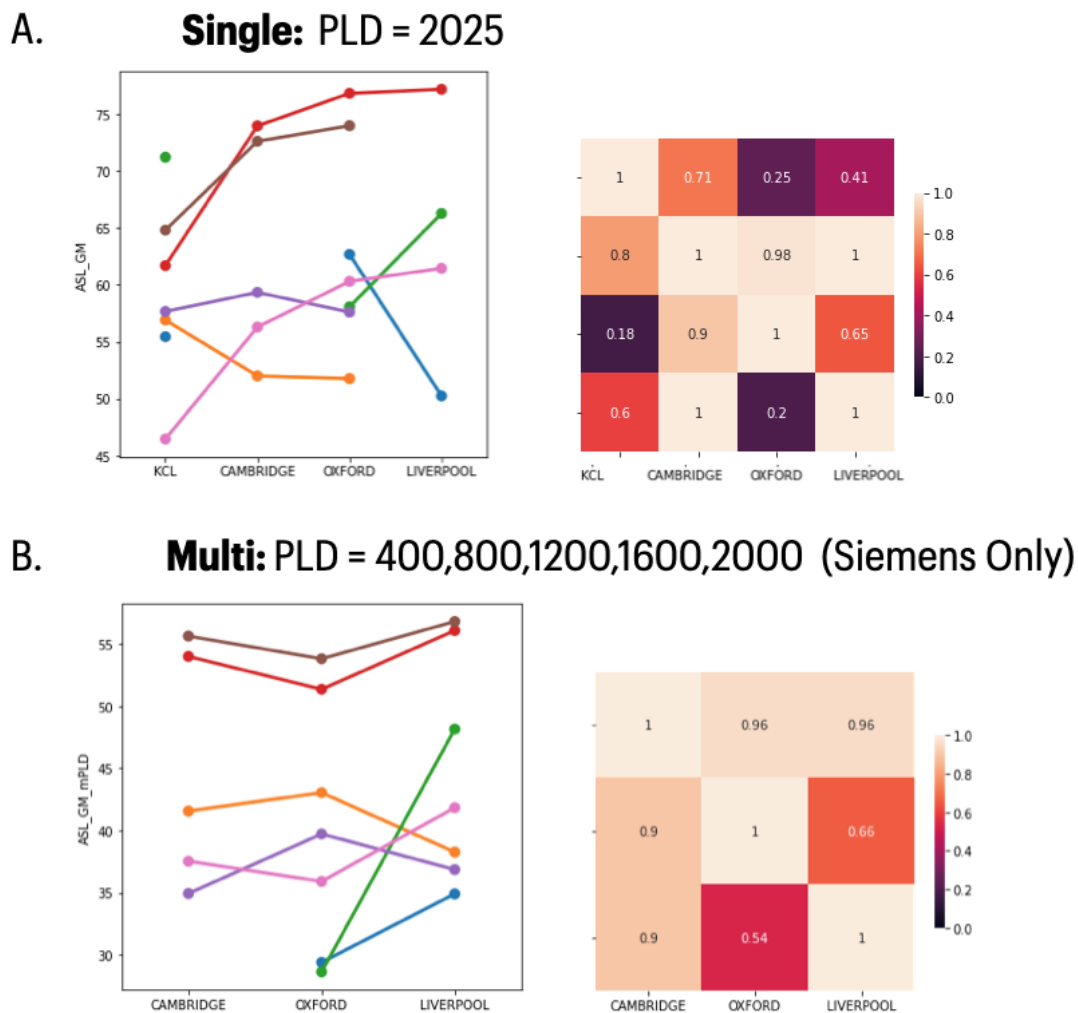 A.
Single: PLD = 2025
ASL_GM
75
70
65
60
55
50
45
KCL CAMBRIDGE OXFORD LIVERPOOL
1 0.71 0.25 0.41
0.8 1 0.98 1
0.18 0.9 1 0.65
0.6 1 0.2 1
KCL CAMBRIDGE OXFORD LIVERPOOL
1.0
0.8
0.6
0.4
0.2
0.0
B.
Multi: PLD = 400,800,1200,1600,2000 (Siemens Only)
ASL_GM_mPLD
55
50
45
40
35
30
CAMBRIDGE OXFORD LIVERPOOL
1 0.96 0.96
0.9 1 0.66
0.9 0.54 1
CAMBRIDGE OXFORD LIVERPOOL
1.0
0.8
0.6
0.4
0.2
0.0